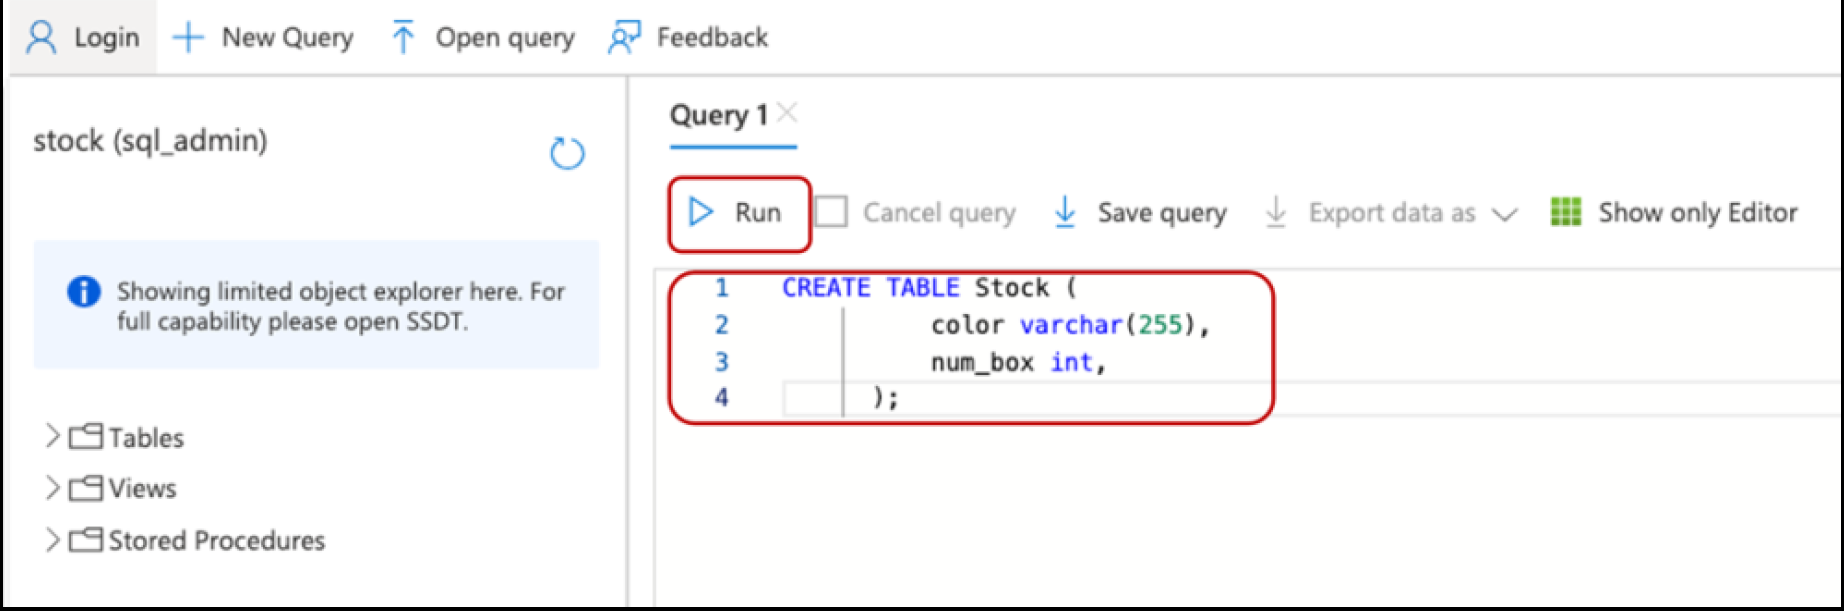 Login New Query Open query Feedback
stock (sql_admin)
Showing limited object explorer here. For
full capability please open SSDT.
Tables
Views
Stored Procedures
Query 1
Run Cancel query Save query Export data as Show only Editor
1 CREATE TABLE Stock (
2 color varchar(255),
3 num_box int,
4 );